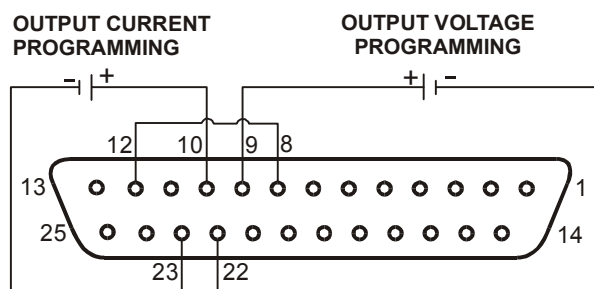 OUTPUT CURRENT
PROGRAMMING
OUTPUT VOLTAGE
PROGRAMMING
- +
+ -
12 10 9 8
13 1
25 14
23 22